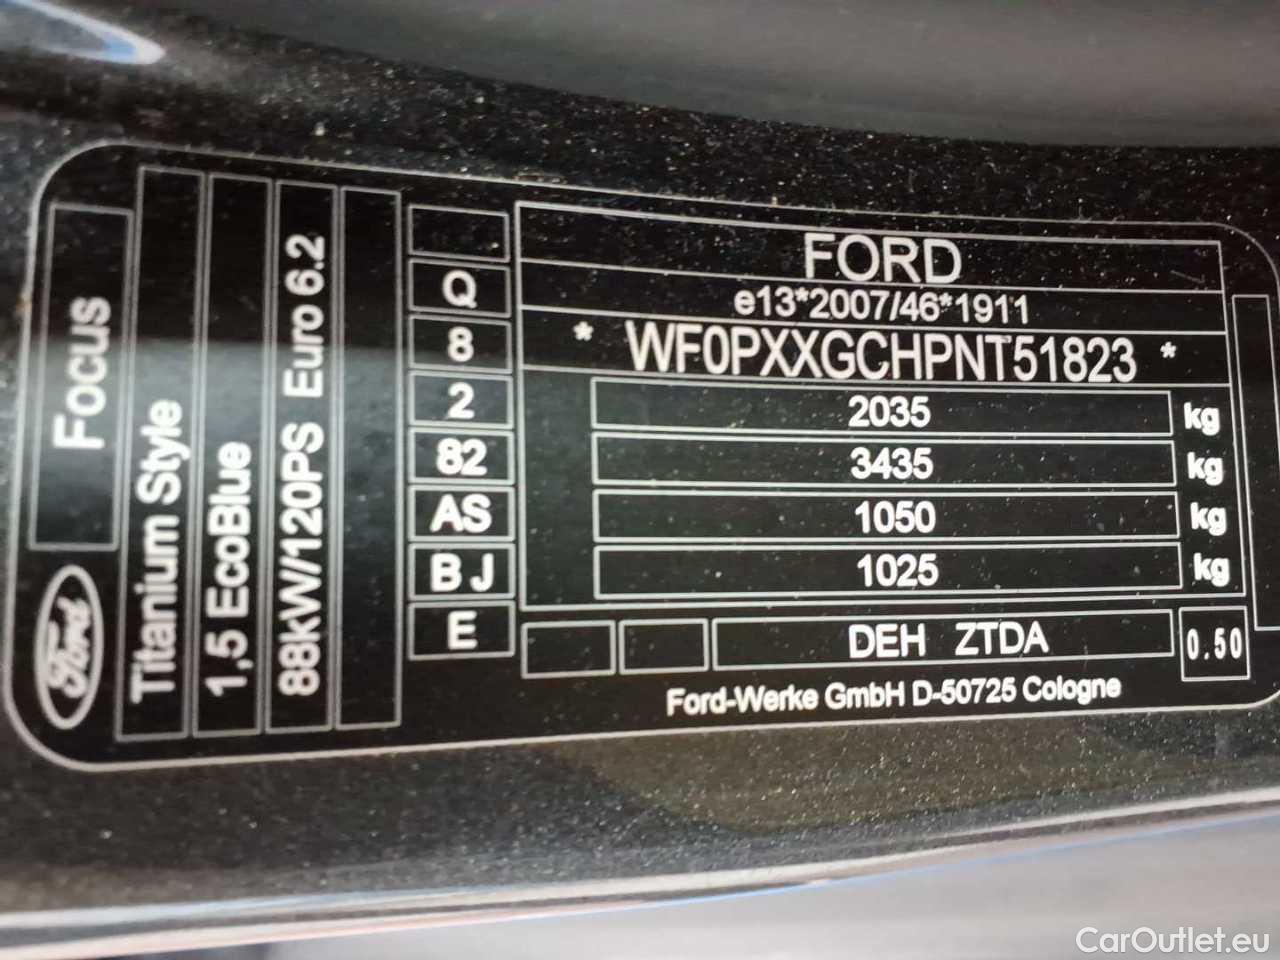 Ford
Focus
Titanium Style
1,5 EcoBlue
88kW/120PS Euro 6.2
Q
8
2
82
AS
B J
E
FORD
e13*2007/46*1911
* WF0PXXGCHPNT51823 *
2035 kg
3435 kg
1050 kg
1025 kg
DEH ZTDA
0.50
Ford-Werke GmbH D-50725 Cologne
CarOutlet.eu